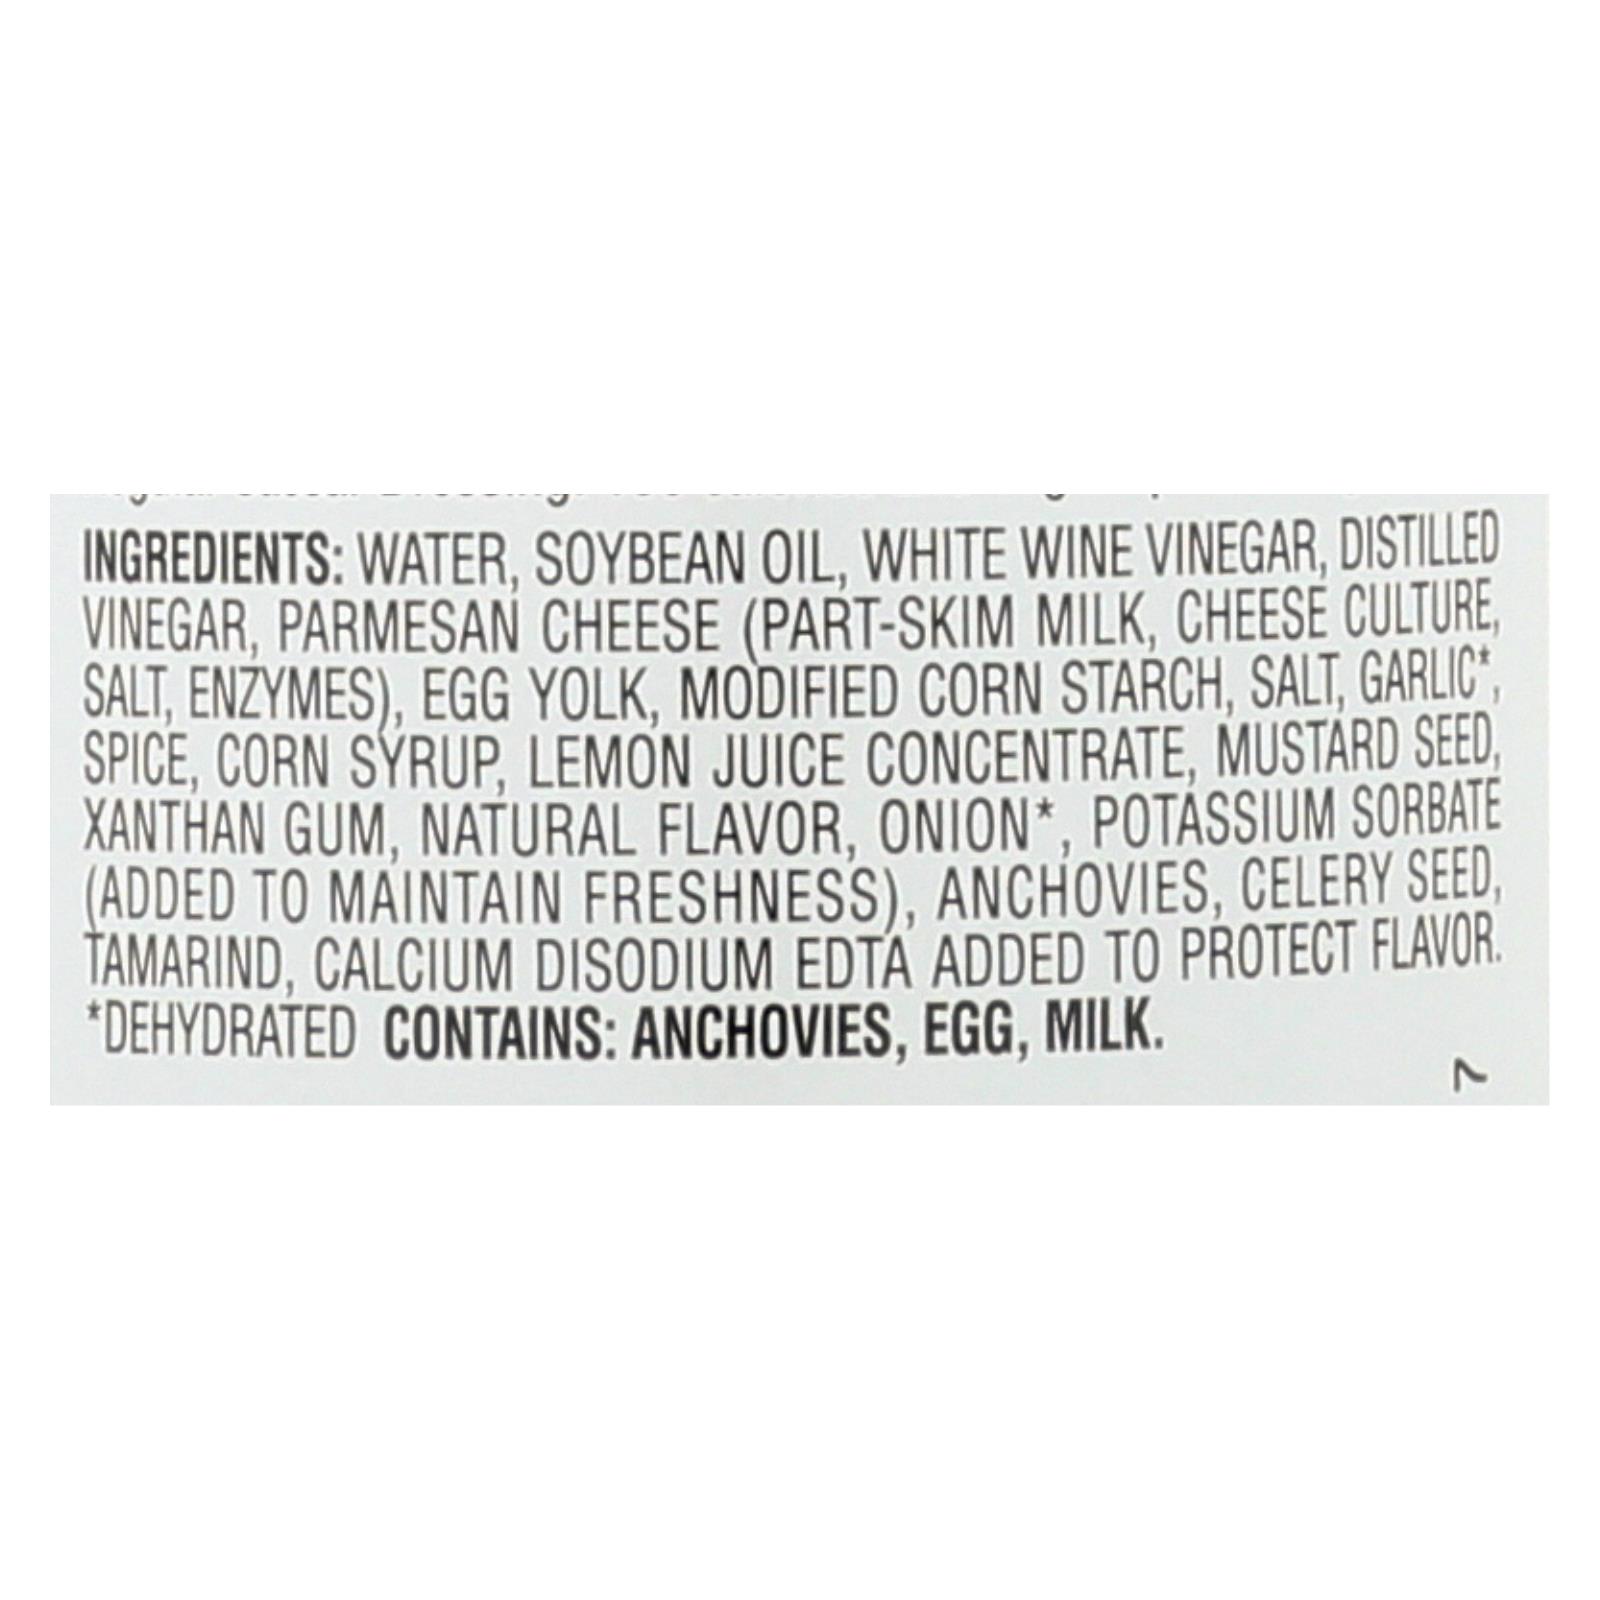 INGREDIENTS: WATER, SOYBEAN OIL, WHITE WINE VINEGAR, DISTILLED
VINEGAR, PARMESAN CHEESE (PART-SKIM MILK, CHEESE CULTURE,
SALT, ENZYMES), EGG YOLK, MODIFIED CORN STARCH, SALT, GARLIC*,
SPICE, CORN SYRUP, LEMON JUICE CONCENTRATE, MUSTARD SEED,
XANTHAN GUM, NATURAL FLAVOR, ONION*, POTASSIUM SORBATE
(ADDED TO MAINTAIN FRESHNESS), ANCHOVIES, CELERY SEED,
TAMARIND, CALCIUM DISODIUM EDTA ADDED TO PROTECT FLAVOR.
*DEHYDRATED CONTAINS: ANCHOVIES, EGG, MILK.
7